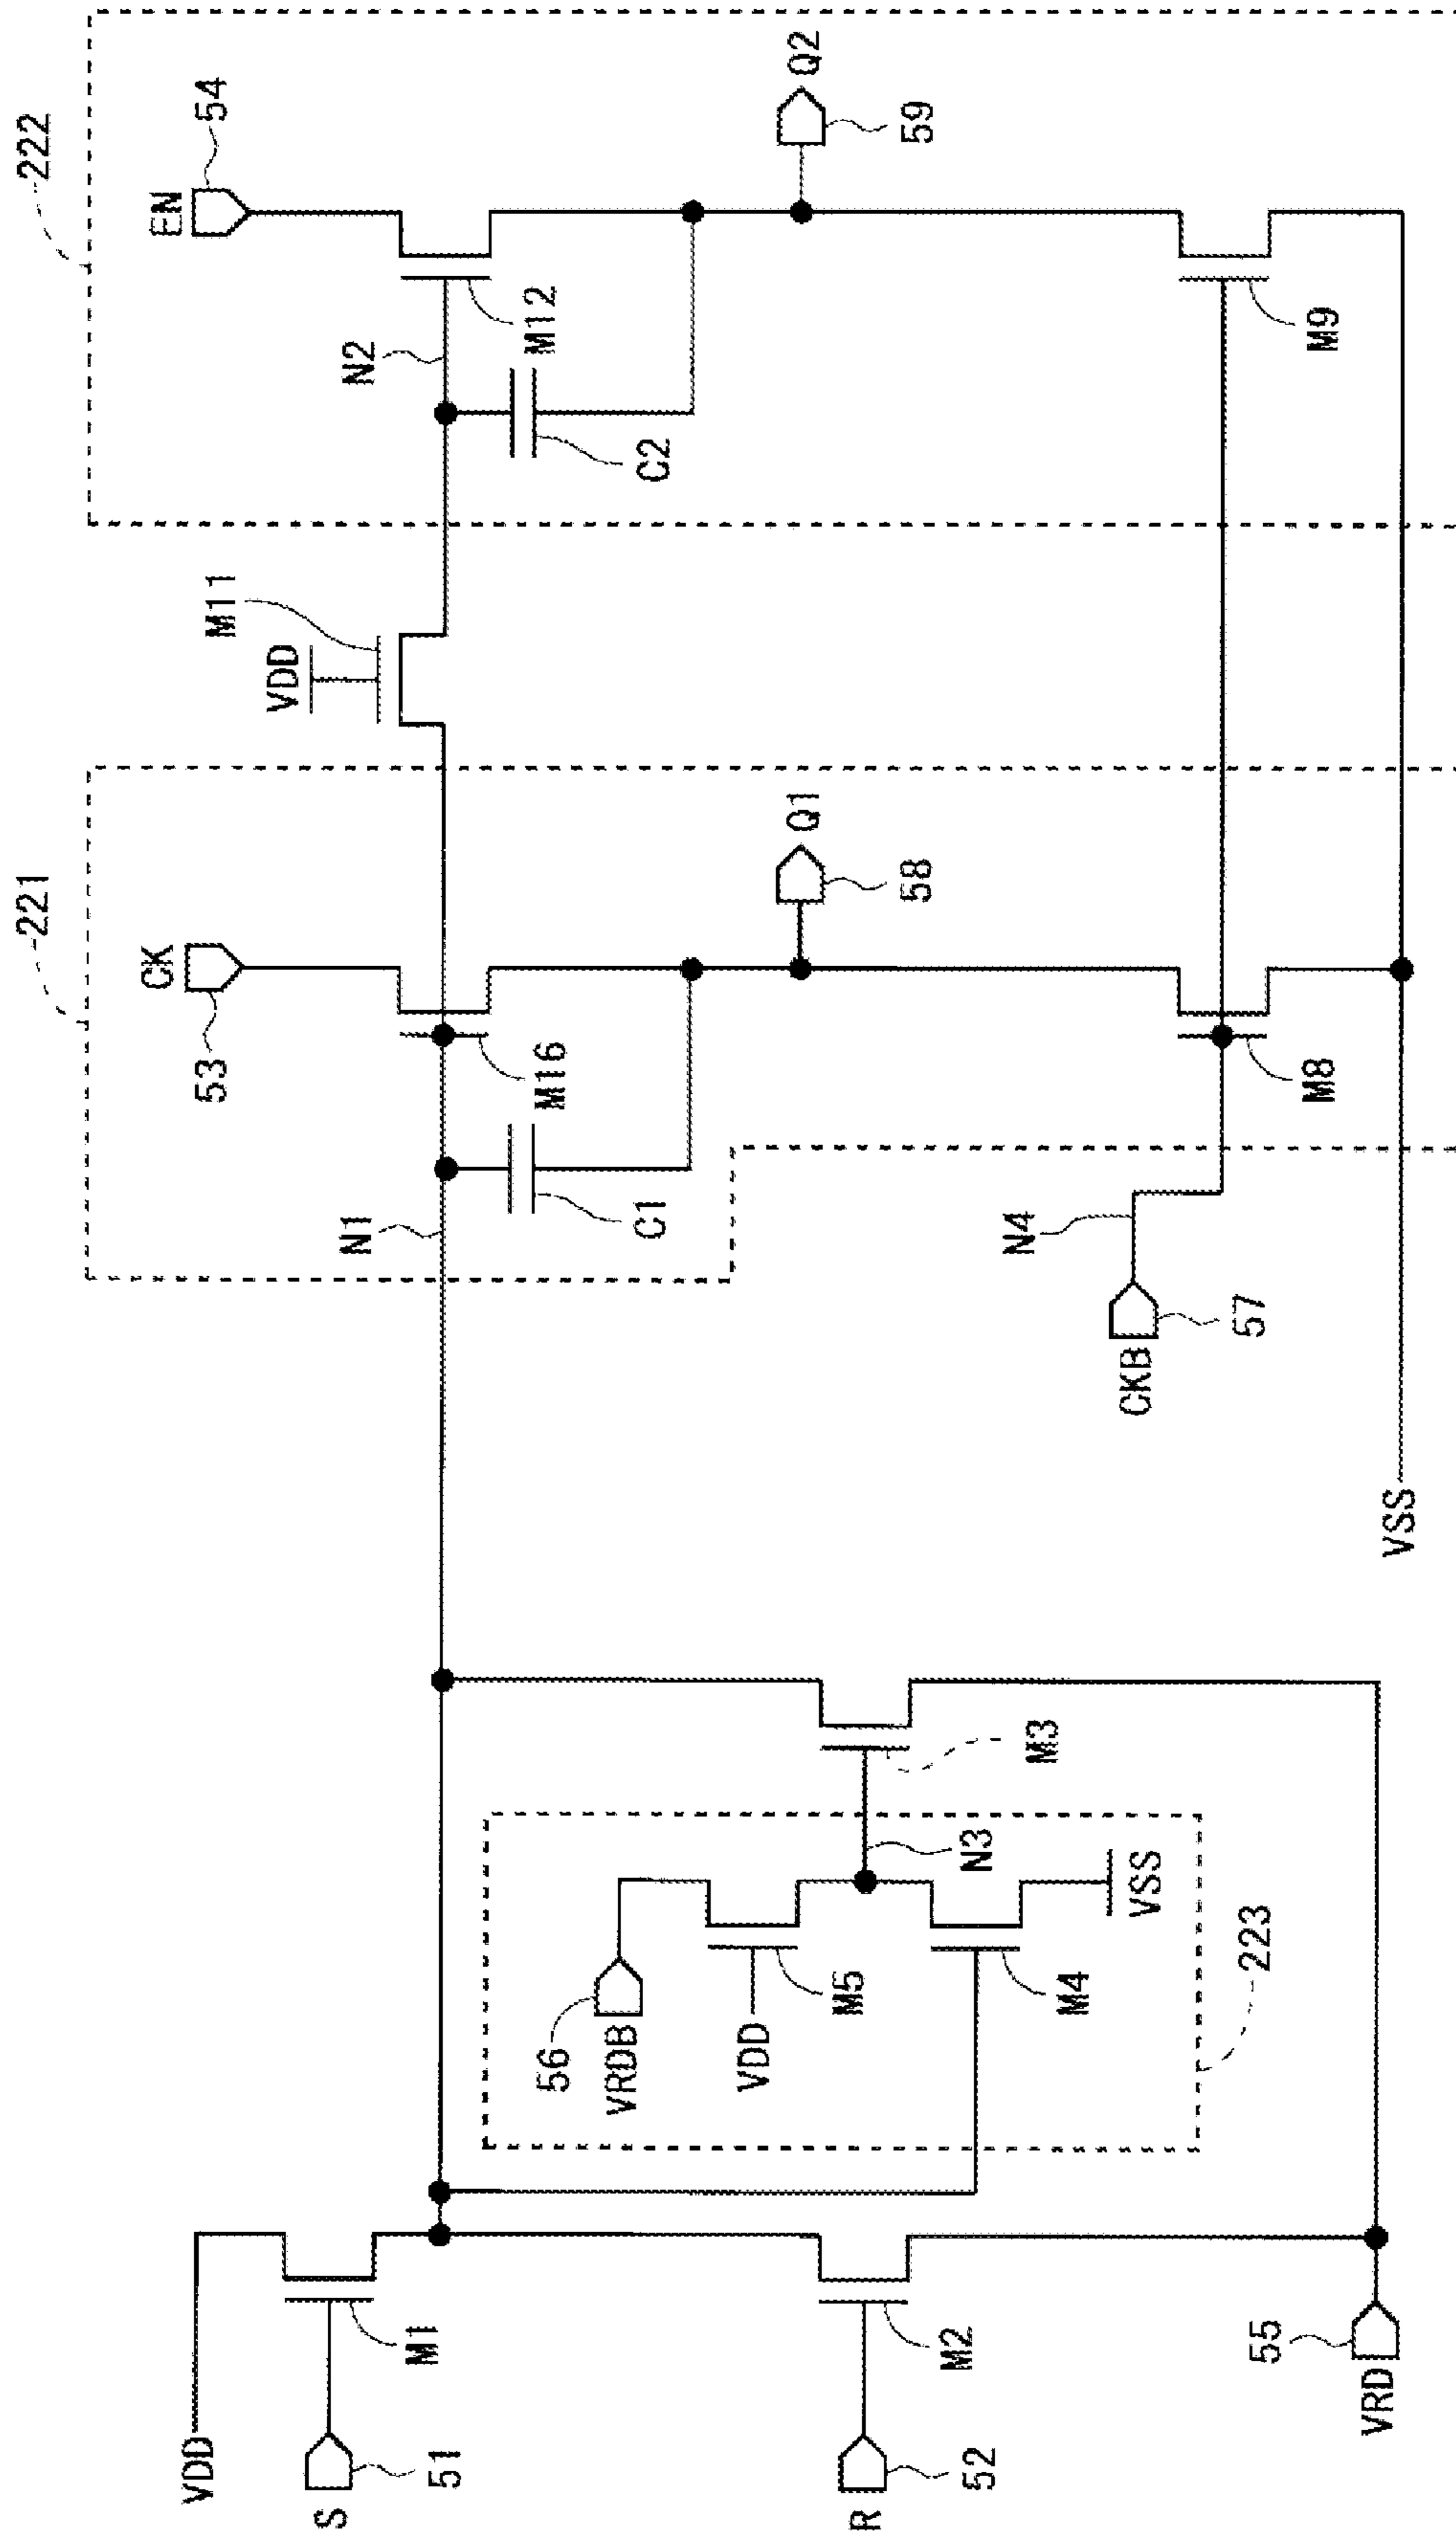 221
222
CK
53
EN
54
VDD
M11
N1
M16
C1
N2
M12
C2
Q1
58
Q2
59
VDD
S
51
M1
56
VRDB
VDD
M5
N3
M3
M4
VSS
223
R
52
M2
55
VRD
N4
CKB
57
M8
M9
VSS